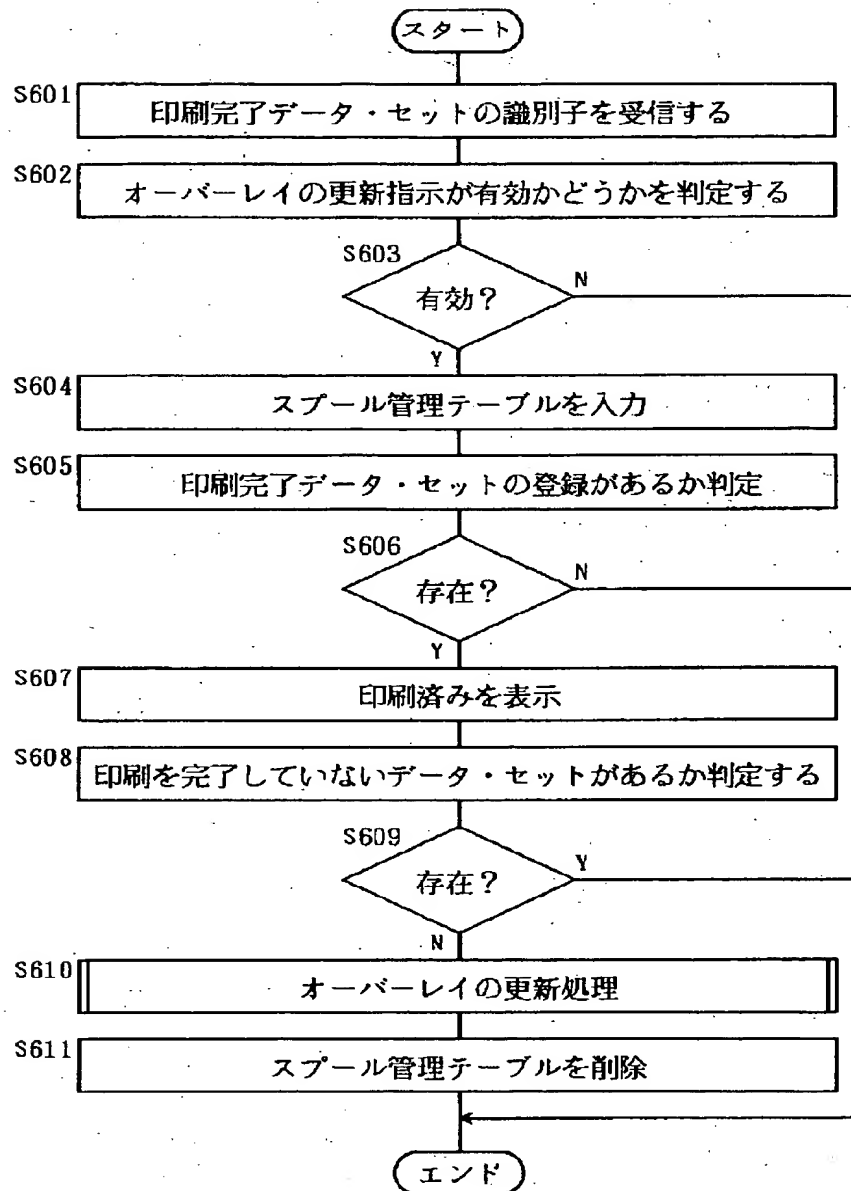 スタート
S601
印刷完了データ・セットの識別子を受信する
S602
オーバーレイの更新指示が有効かどうかを判定する
S603
有効？
N
Y
S604
スプール管理テーブルを入力
S605
印刷完了データ・セットの登録があるか判定
S606
存在？
N
Y
S607
印刷済みを表示
S608
印刷を完了していないデータ・セットがあるか判定する
S609
存在？
Y
N
S610
オーバーレイの更新処理
S611
スプール管理テーブルを削除
エンド